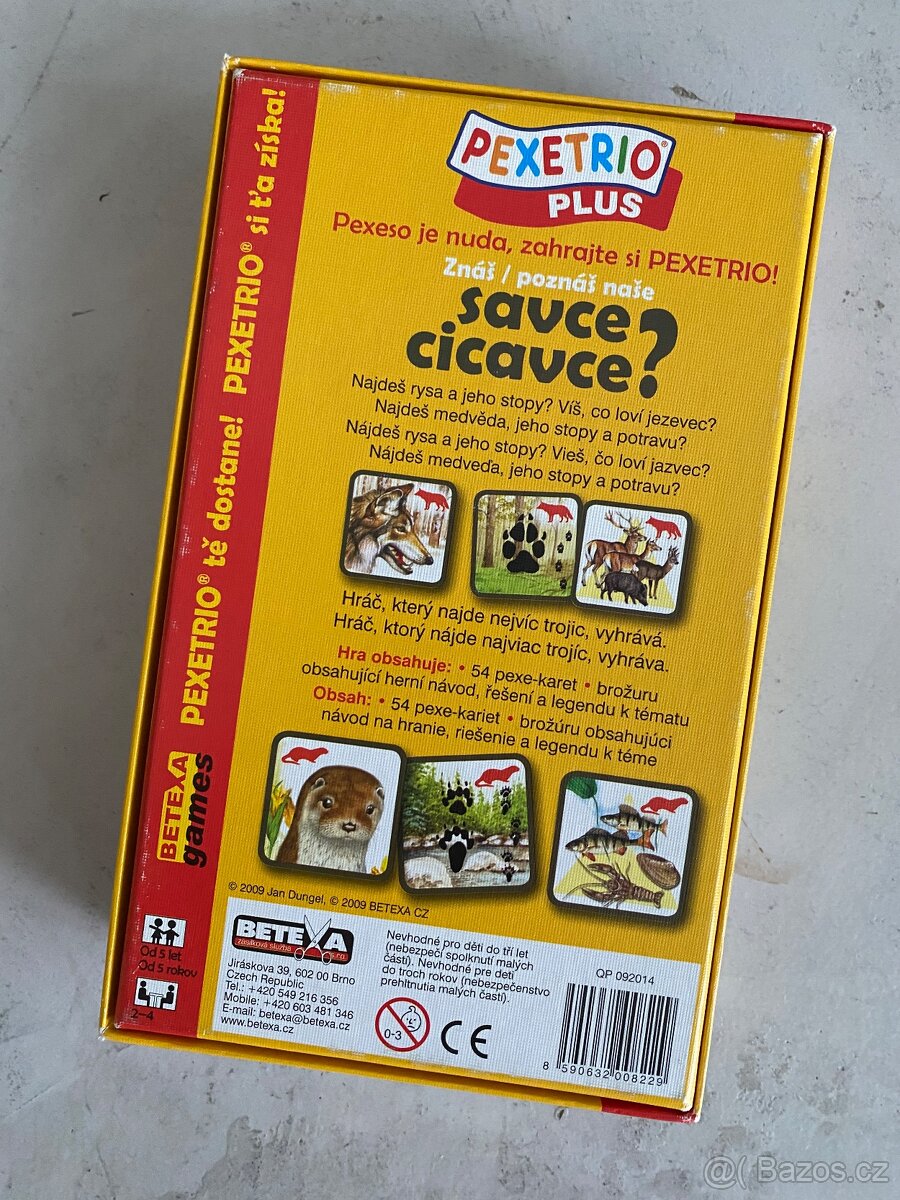 PEXETRIO®
PLUS
Pexeso je nuda, zahrajte si PEXETRIO!
Znáš / poznáš naše
savce
cicavce?
Najdeš rysa a jeho stopy? Víš, co loví jezevec?
Najdeš medvěda, jeho stopy a potravu?
Nájdeš rysa a jeho stopy? Vieš, čo loví jazvec?
Nájdeš medveďa, jeho stopy a potravu?
Hráč, který najde nejvíc trojic, vyhrává.
Hráč, ktorý nájde najviac trojíc, vyhráva.
Hra obsahuje: • 54 pexe-karet • brožuru
obsahující herní návod, řešení a legendu k tématu
Obsah: • 54 pexe-kariet • brožúru obsahujúci
návod na hranie, riešenie a legendu k téme
© 2009 Jan Dungel, © 2009 BETEXA CZ
BETEXA
zásilková služba s.r.o.
Jiráskova 39, 602 00 Brno
Czech Republic
Tel.: +420 549 216 356
Mobile: +420 603 481 346
E-mail: betexa@betexa.cz
www.betexa.cz
Nevhodné pro děti do tří let
(nebezpečí spolknutí malých
částí). Nevhodné pre deti
do troch rokov (nebezpečenstvo
prehltnutia malých častí).
0-3
CE
QP 092014
8 590632 008229
BETEXA
games
PEXETRIO® tě dostane! PEXETRIO® si ťa získa!
Od 5 let
Od 5 rokov
2–4
@( Bazos.cz